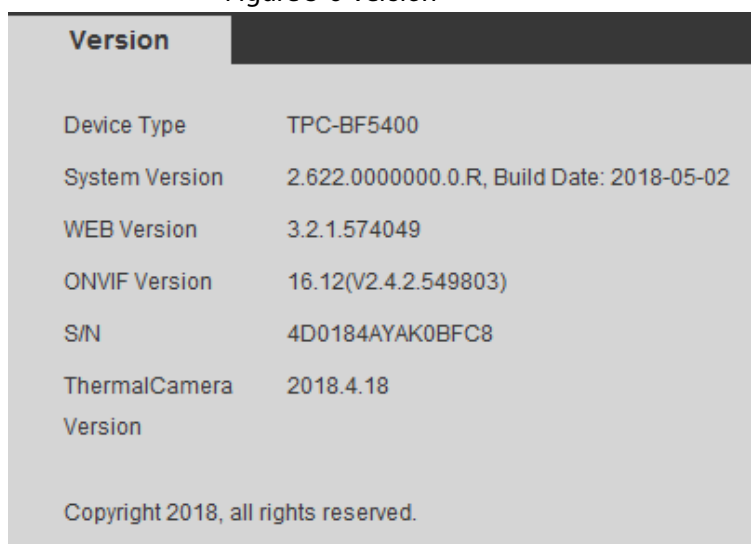 Version
Version
Device Type TPC-BF5400
System Version 2.622.0000000.0.R, Build Date: 2018-05-02
WEB Version 3.2.1.574049
ONVIF Version 16.12(V2.4.2.549803)
S/N 4D0184AYAK0BFC8
ThermalCamera 2018.4.18
Version
Copyright 2018, all rights reserved.